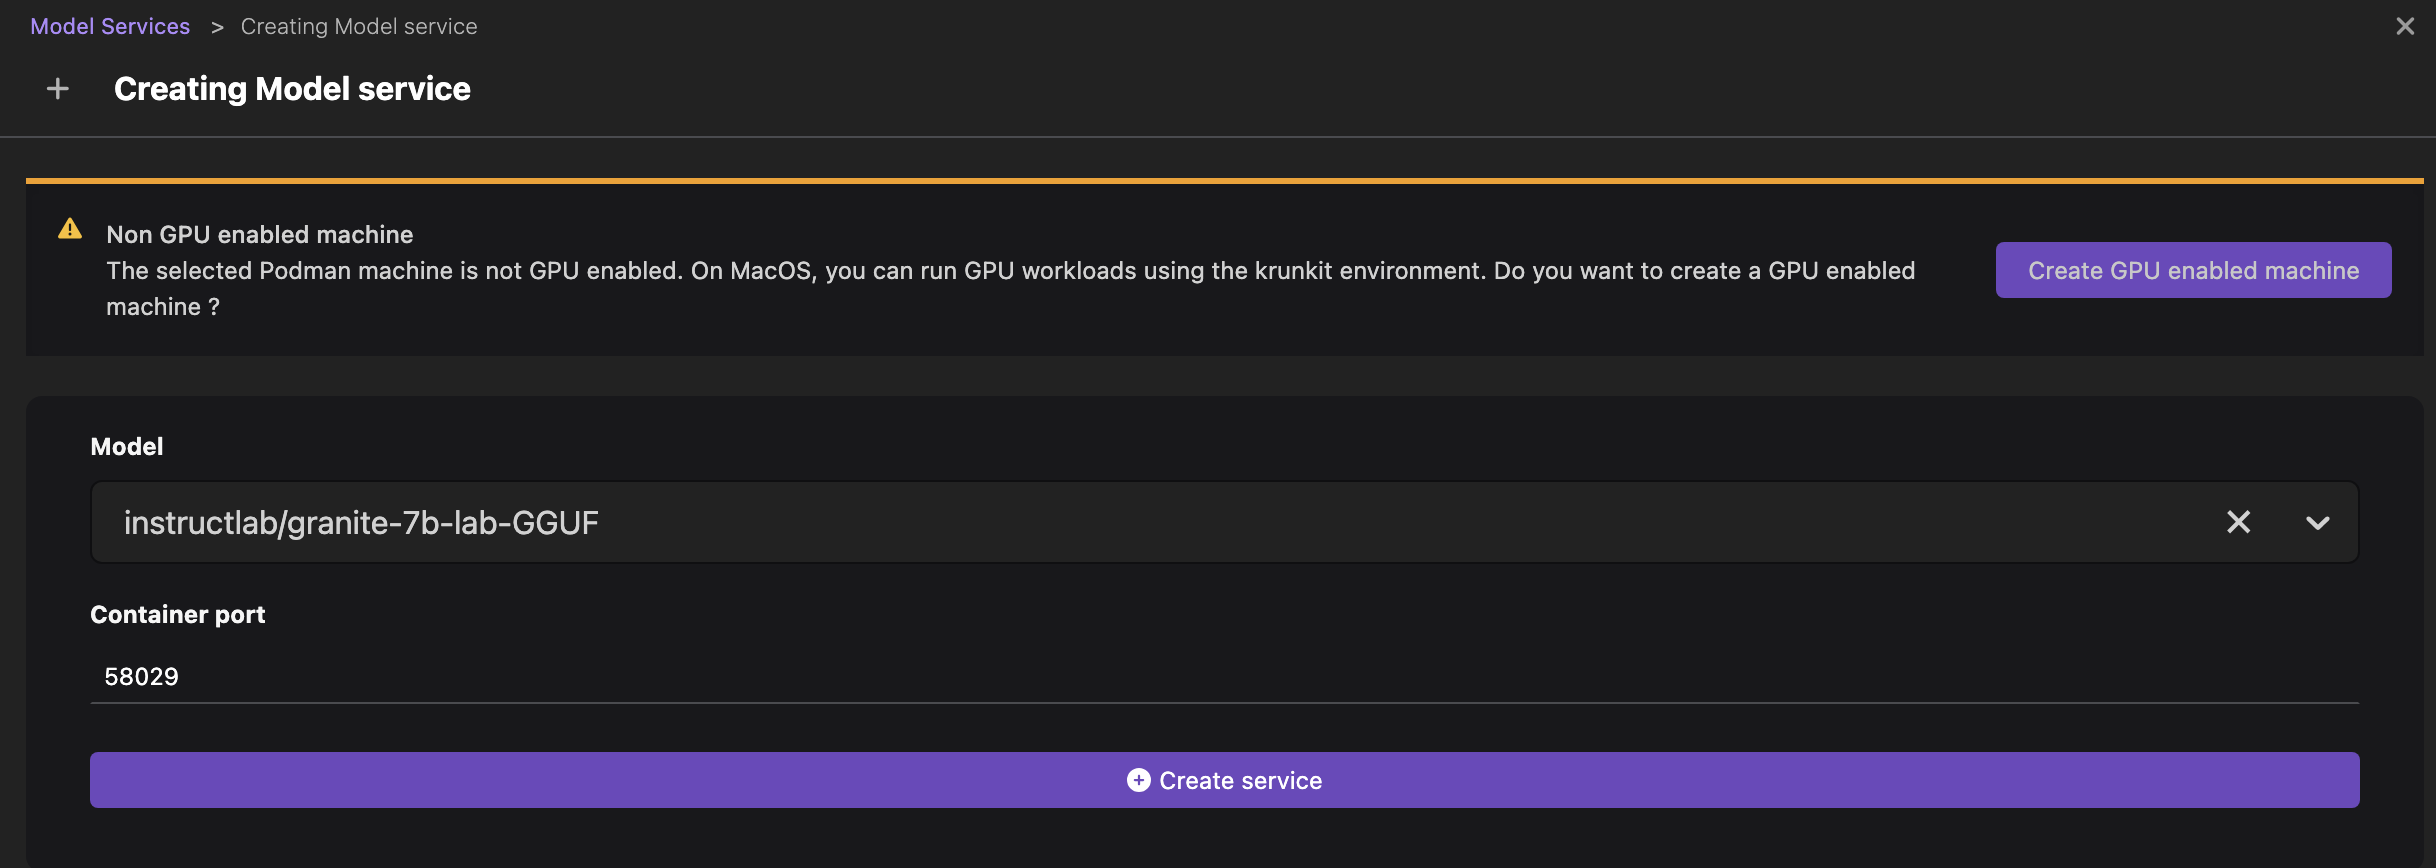 Model Services > Creating Model service
Creating Model service
Non GPU enabled machine
The selected Podman machine is not GPU enabled. On MacOS, you can run GPU workloads using the krunkit environment. Do you want to create a GPU enabled
machine ?
Create GPU enabled machine
Model
instructlab/granite-7b-lab-GGUF
Container port
58029
Create service